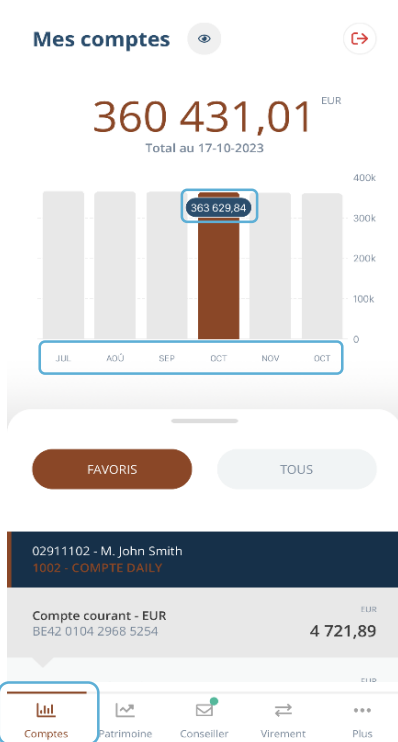 Mes comptes
360 431,01 EUR
Total au 17-10-2023
400k
363 629,84
300k
200k
100k
0
JUL AOÛ SEP OCT NOV OCT
FAVORIS TOUS
02911102 - M. John Smith
1002 - COMPTE DAILY
EUR
Compte courant - EUR
BE42 0104 2968 5254
4 721,89
EUR
Comptes Patrimoine Conseiller Virement Plus